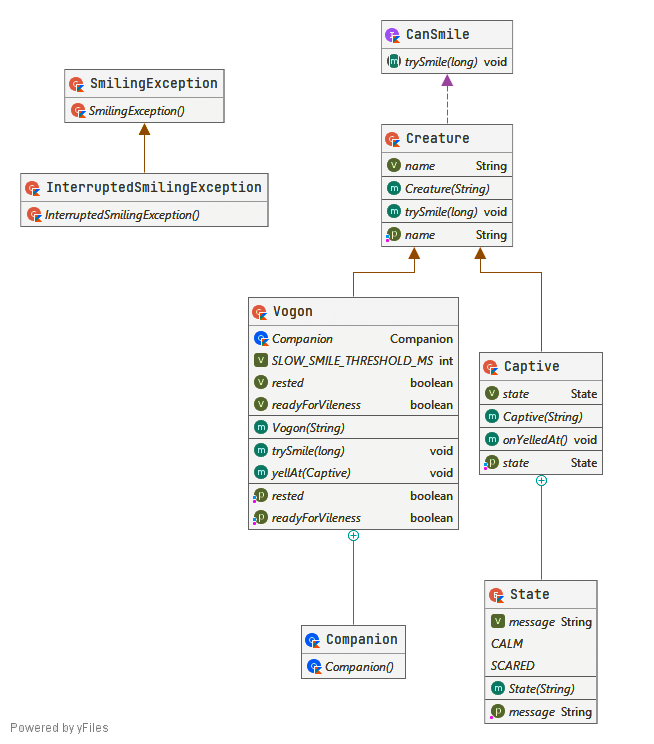 CanSmile
trySmile(long) void
SmilingException
SmilingException()
Creature
name String
Creature(String)
trySmile(long) void
name String
InterruptedSmilingException
InterruptedSmilingException()
Vogon
Companion Companion
SLOW_SMILE_THRESHOLD_MS int
rested boolean
readyForVileness boolean
Vogon(String)
trySmile(long) void
yellAt(Captive) void
rested boolean
readyForVileness boolean
Captive
state State
Captive(String)
onYelledAt() void
state State
Companion
Companion()
State
message String
CALM
SCARED
State(String)
message String
Powered by yFiles